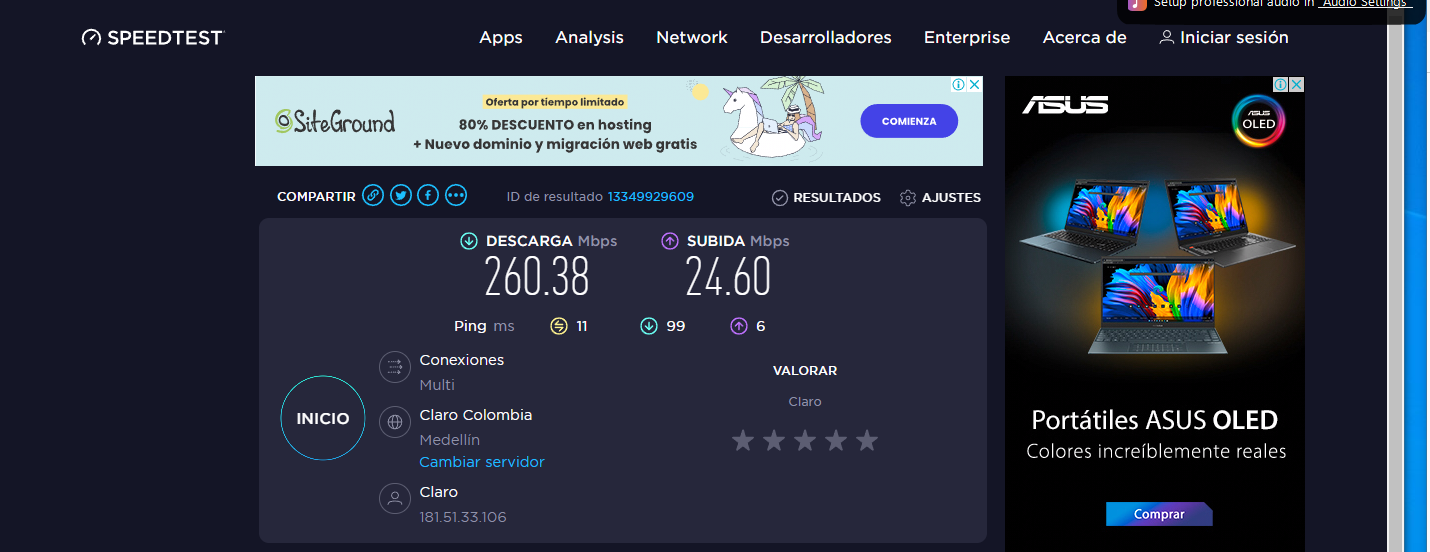 Setup professional audio in "Audio Settings"
SPEEDTEST
Apps
Analysis
Network
Desarrolladores
Enterprise
Acerca de
Iniciar sesión
SiteGround
Oferta por tiempo limitado
80% DESCUENTO en hosting
+ Nuevo dominio y migración web gratis
COMIENZA
COMPARTIR
ID de resultado 13349929609
RESULTADOS
AJUSTES
DESCARGA Mbps
260.38
SUBIDA Mbps
24.60
Ping ms
11
99
6
Conexiones
Multi
INICIO
Claro Colombia
Medellín
Cambiar servidor
Claro
181.51.33.106
VALORAR
Claro
ASUS
ASUS
OLED
Portátiles ASUS OLED
Colores increíblemente reales
Comprar